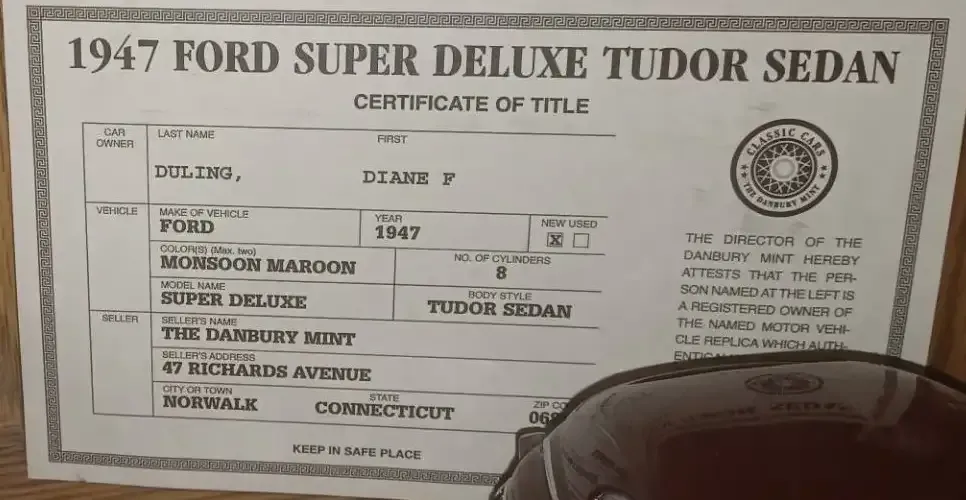 1947 FORD SUPER DELUXE TUDOR SEDAN
CERTIFICATE OF TITLE
CAR OWNER
LAST NAME FIRST
DULING, DIANE F
VEHICLE
MAKE OF VEHICLE YEAR NEW USED
FORD 1947 X
COLOR(S) (Max. two) NO. OF CYLINDERS
MONSOON MAROON 8
MODEL NAME BODY STYLE
SUPER DELUXE TUDOR SEDAN
SELLER
SELLER'S NAME
THE DANBURY MINT
SELLER'S ADDRESS
47 RICHARDS AVENUE
CITY OR TOWN STATE ZIP
NORWALK CONNECTICUT
KEEP IN SAFE PLACE
CLASSIC CARS
THE DANBURY MINT
THE DIRECTOR OF THE
DANBURY MINT HEREBY
ATTESTS THAT THE PER-
SON NAMED AT THE LEFT IS
A REGISTERED OWNER OF
THE NAMED MOTOR VEHI-
CLE REPLICA WHICH AUTH-